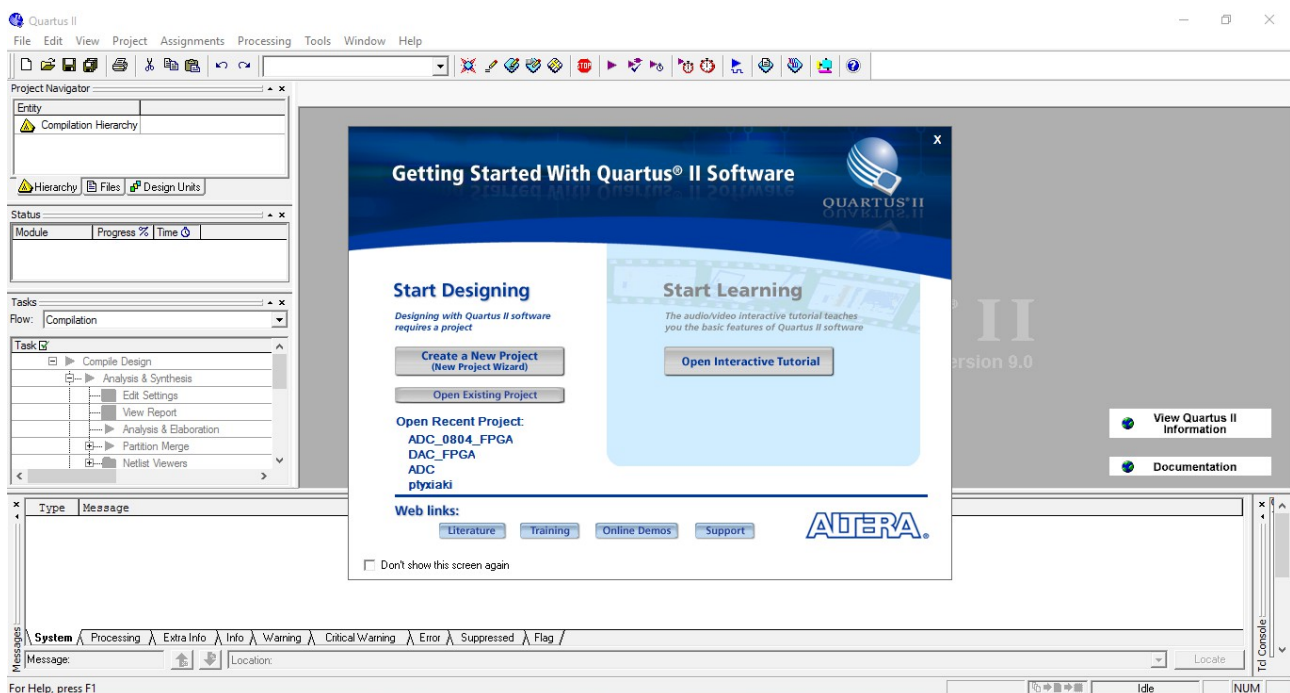 Quartus II
File Edit View Project Assignments Processing Tools Window Help
Project Navigator
Entity
Compilation Hierarchy
Hierarchy Files Design Units
Status
Module Progress % Time
Tasks
Flow: Compilation
Task
Compile Design
Analysis & Synthesis
Edit Settings
View Report
Analysis & Elaboration
Partition Merge
Netlist Viewers
Getting Started With Quartus® II Software
QUARTUS® II
Start Designing
Designing with Quartus II software
requires a project
Create a New Project
(New Project Wizard)
Open Existing Project
Open Recent Project:
ADC_0804_FPGA
DAC_FPGA
ADC
ptyxiaki
Start Learning
The audio/video interactive tutorial teaches
you the basic features of Quartus II software
Open Interactive Tutorial
Web links:
Literature Training Online Demos Support
ALTERA®
Don't show this screen again
II
ersion 9.0
View Quartus II
Information
Documentation
Type Message
System Processing Extra Info Info Warning Critical Warning Error Suppressed Flag
Messages
Message: Location: Locate
Tcl Console
For Help, press F1 Idle NUM